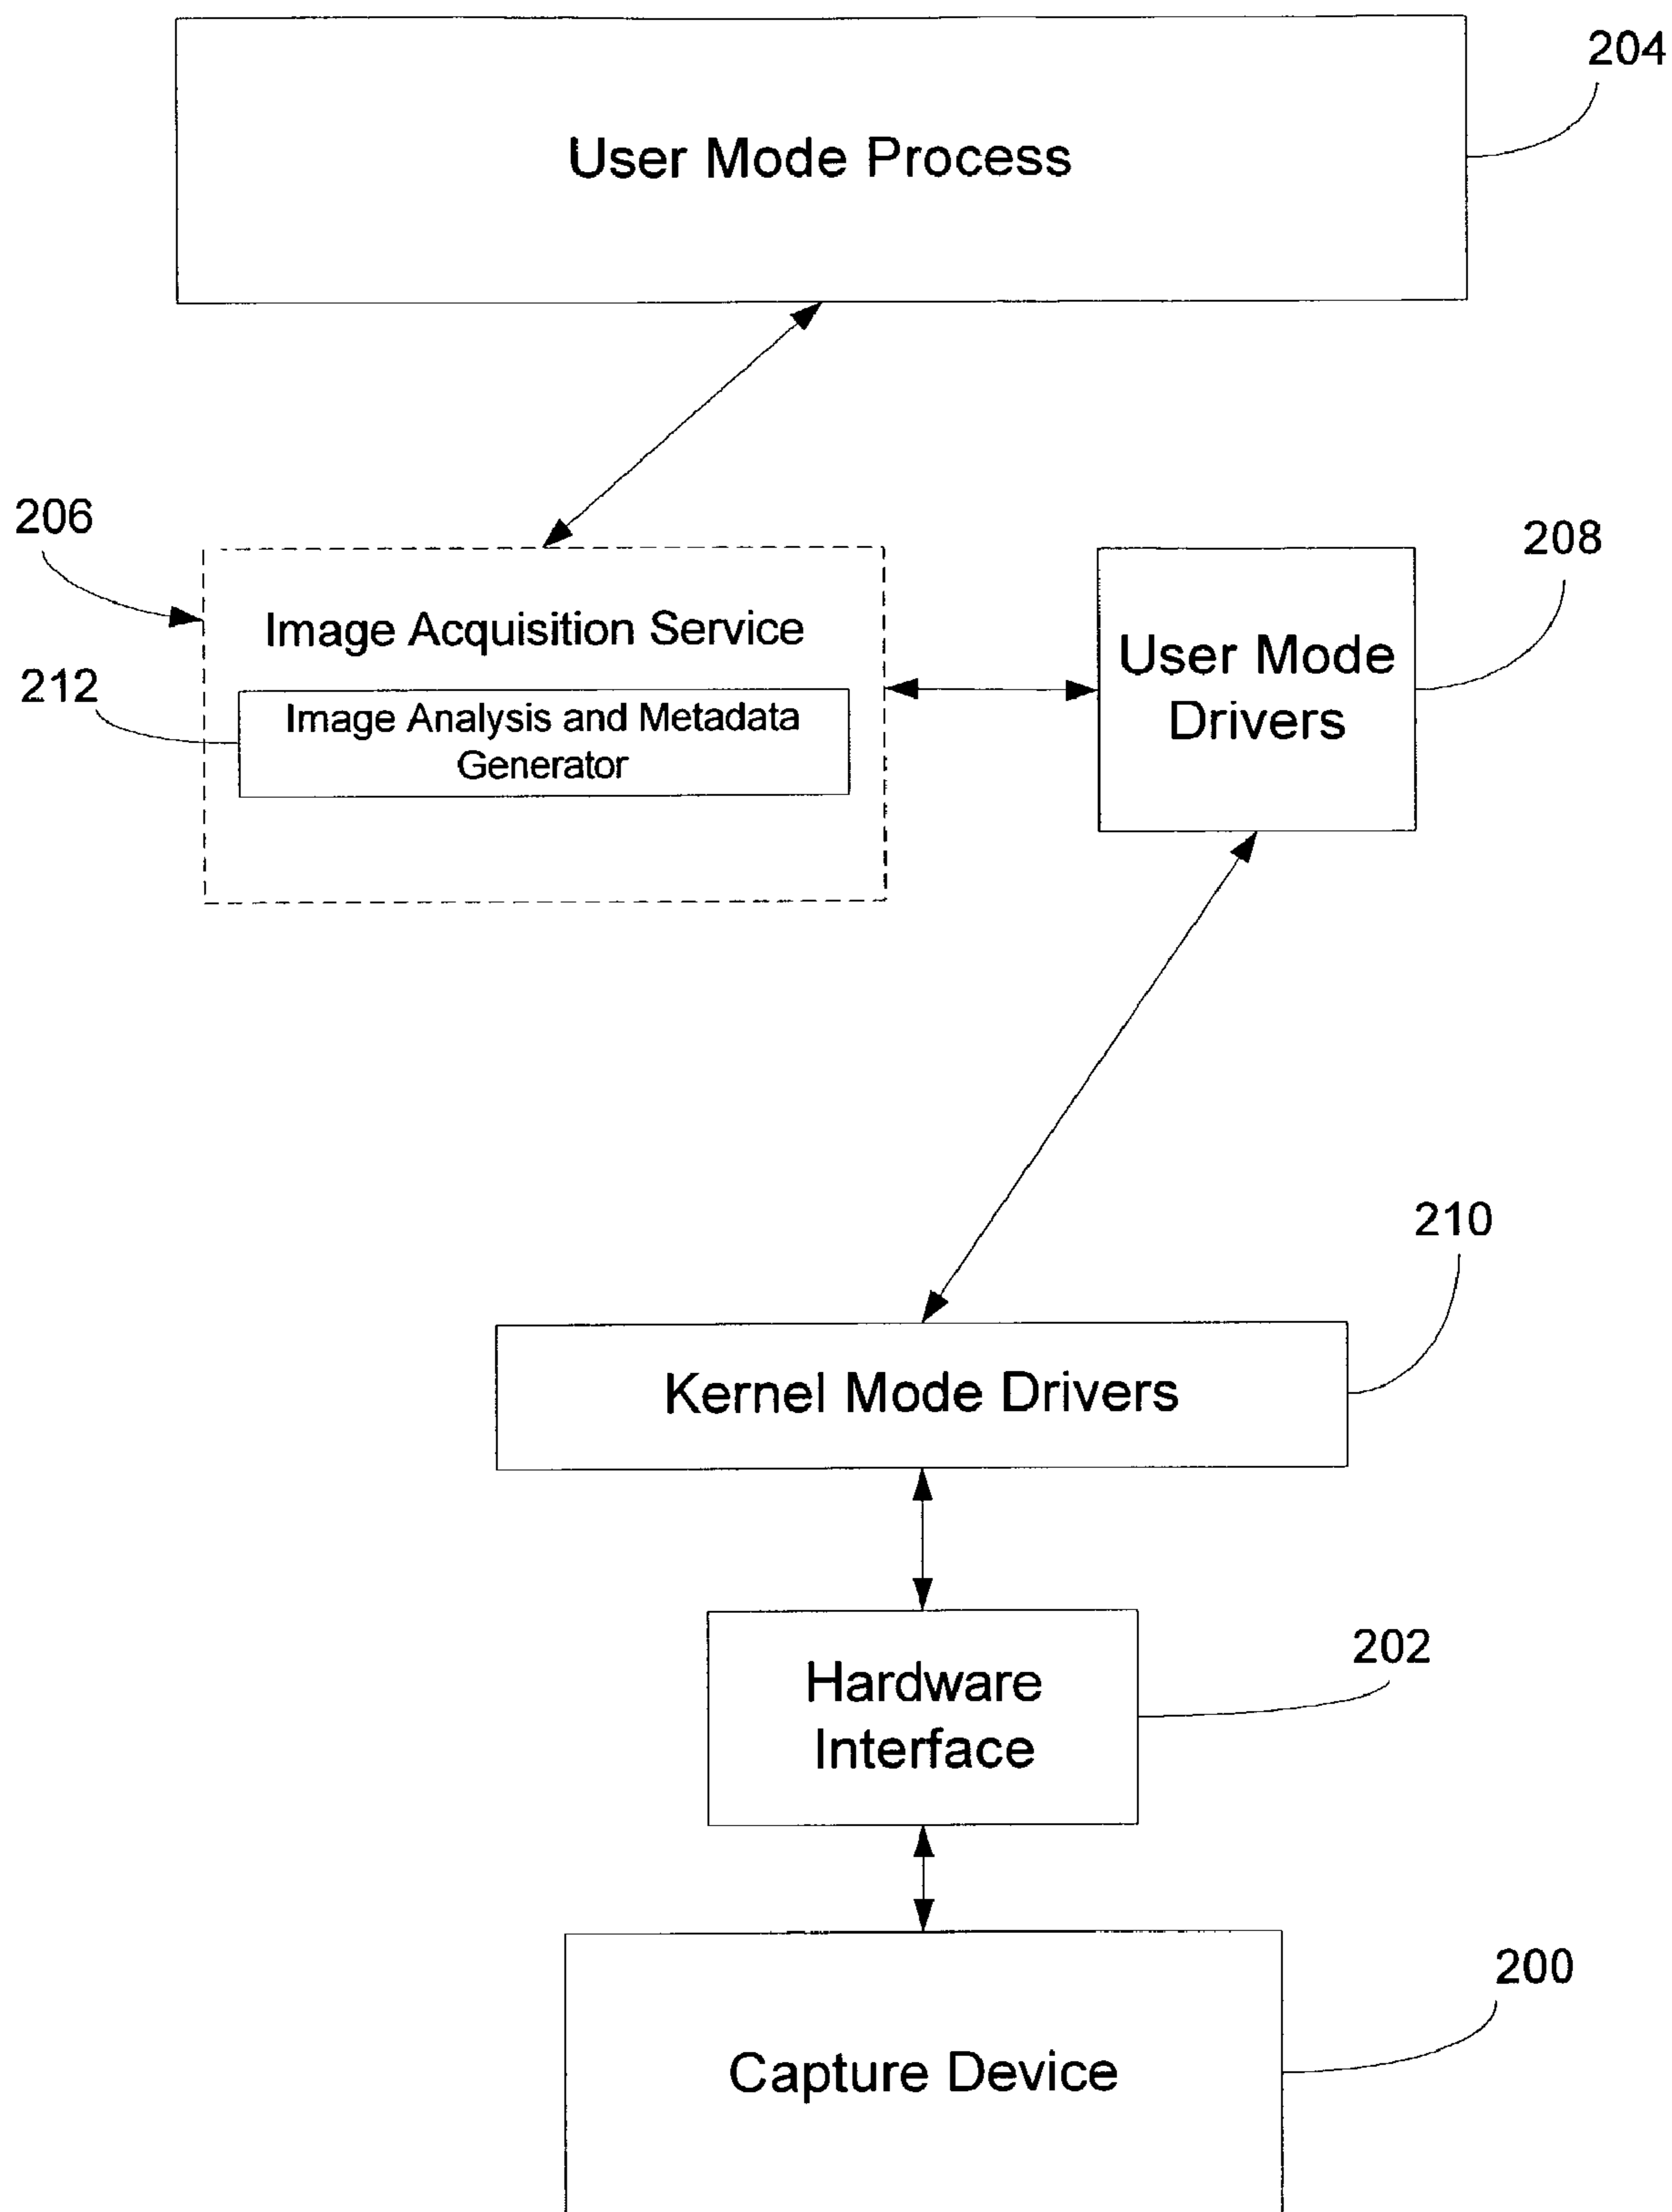 204
User Mode Process
206
208
Image Acquisition Service
User Mode
Drivers
212
Image Analysis and Metadata
Generator
210
Kernel Mode Drivers
202
Hardware
Interface
200
Capture Device